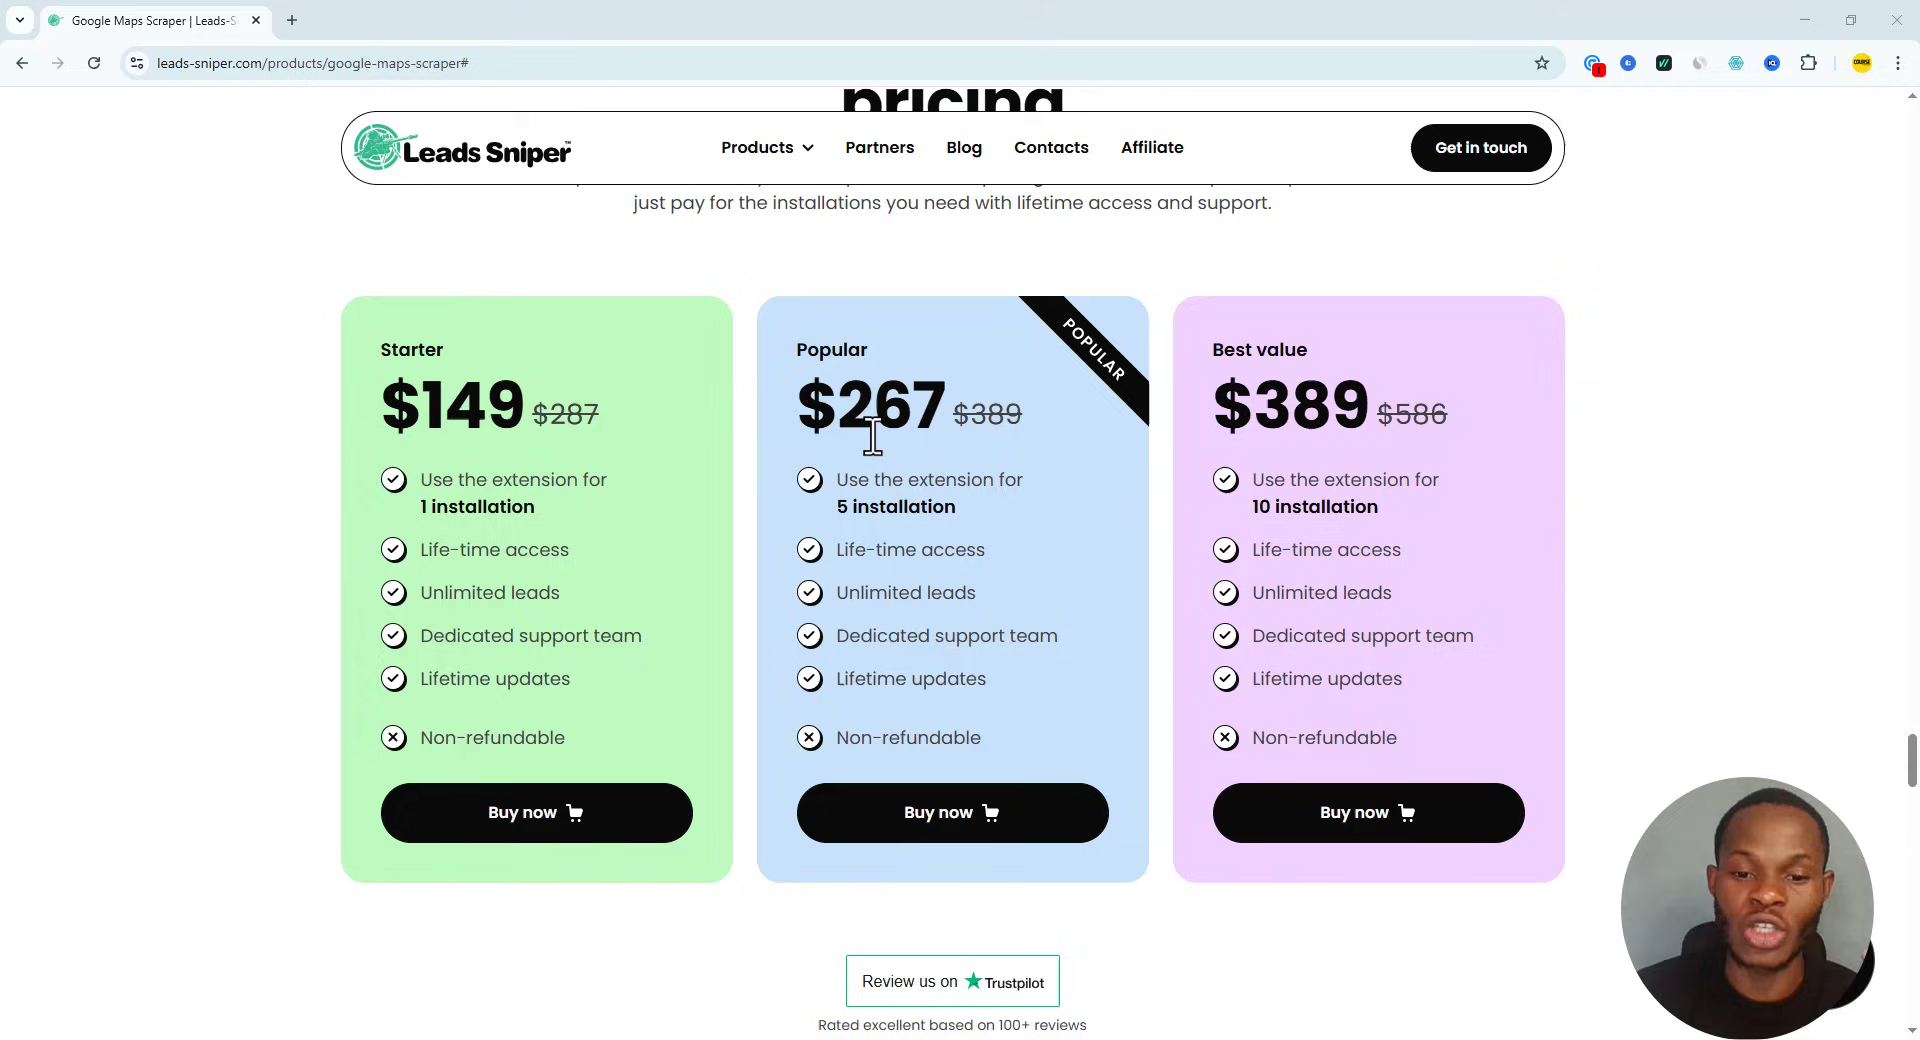 Google Maps Scraper | Leads-S
leads-sniper.com/products/google-maps-scraper#
COURSE
pricing
Leads Sniper™
Products
Partners
Blog
Contacts
Affiliate
Get in touch
just pay for the installations you need with lifetime access and support.
Starter
$149 $287
Use the extension for
1 installation
Life-time access
Unlimited leads
Dedicated support team
Lifetime updates
Non-refundable
Buy now
POPULAR
Popular
$267 $389
Use the extension for
5 installation
Life-time access
Unlimited leads
Dedicated support team
Lifetime updates
Non-refundable
Buy now
Best value
$389 $586
Use the extension for
10 installation
Life-time access
Unlimited leads
Dedicated support team
Lifetime updates
Non-refundable
Buy now
Review us on Trustpilot
Rated excellent based on 100+ reviews